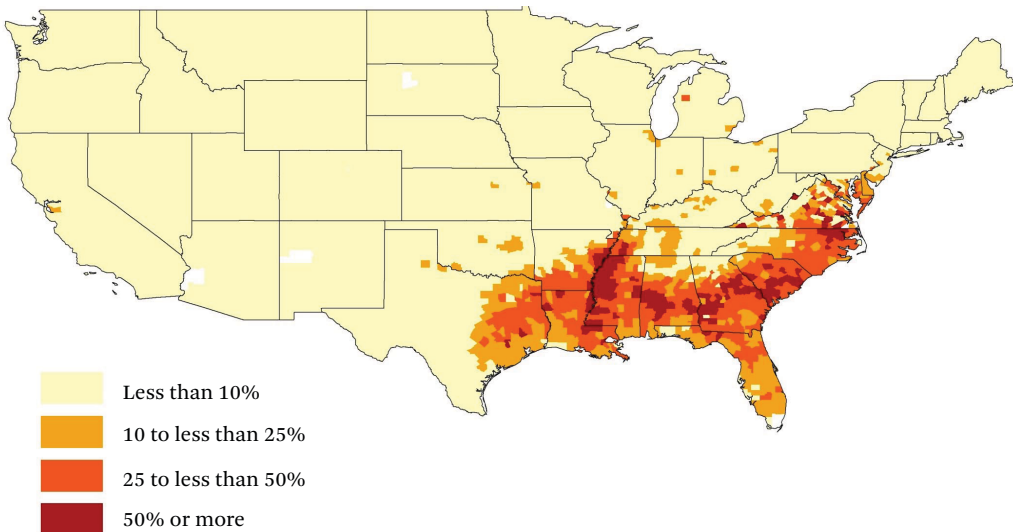 Less than 10%
10 to less than 25%
25 to less than 50%
50% or more